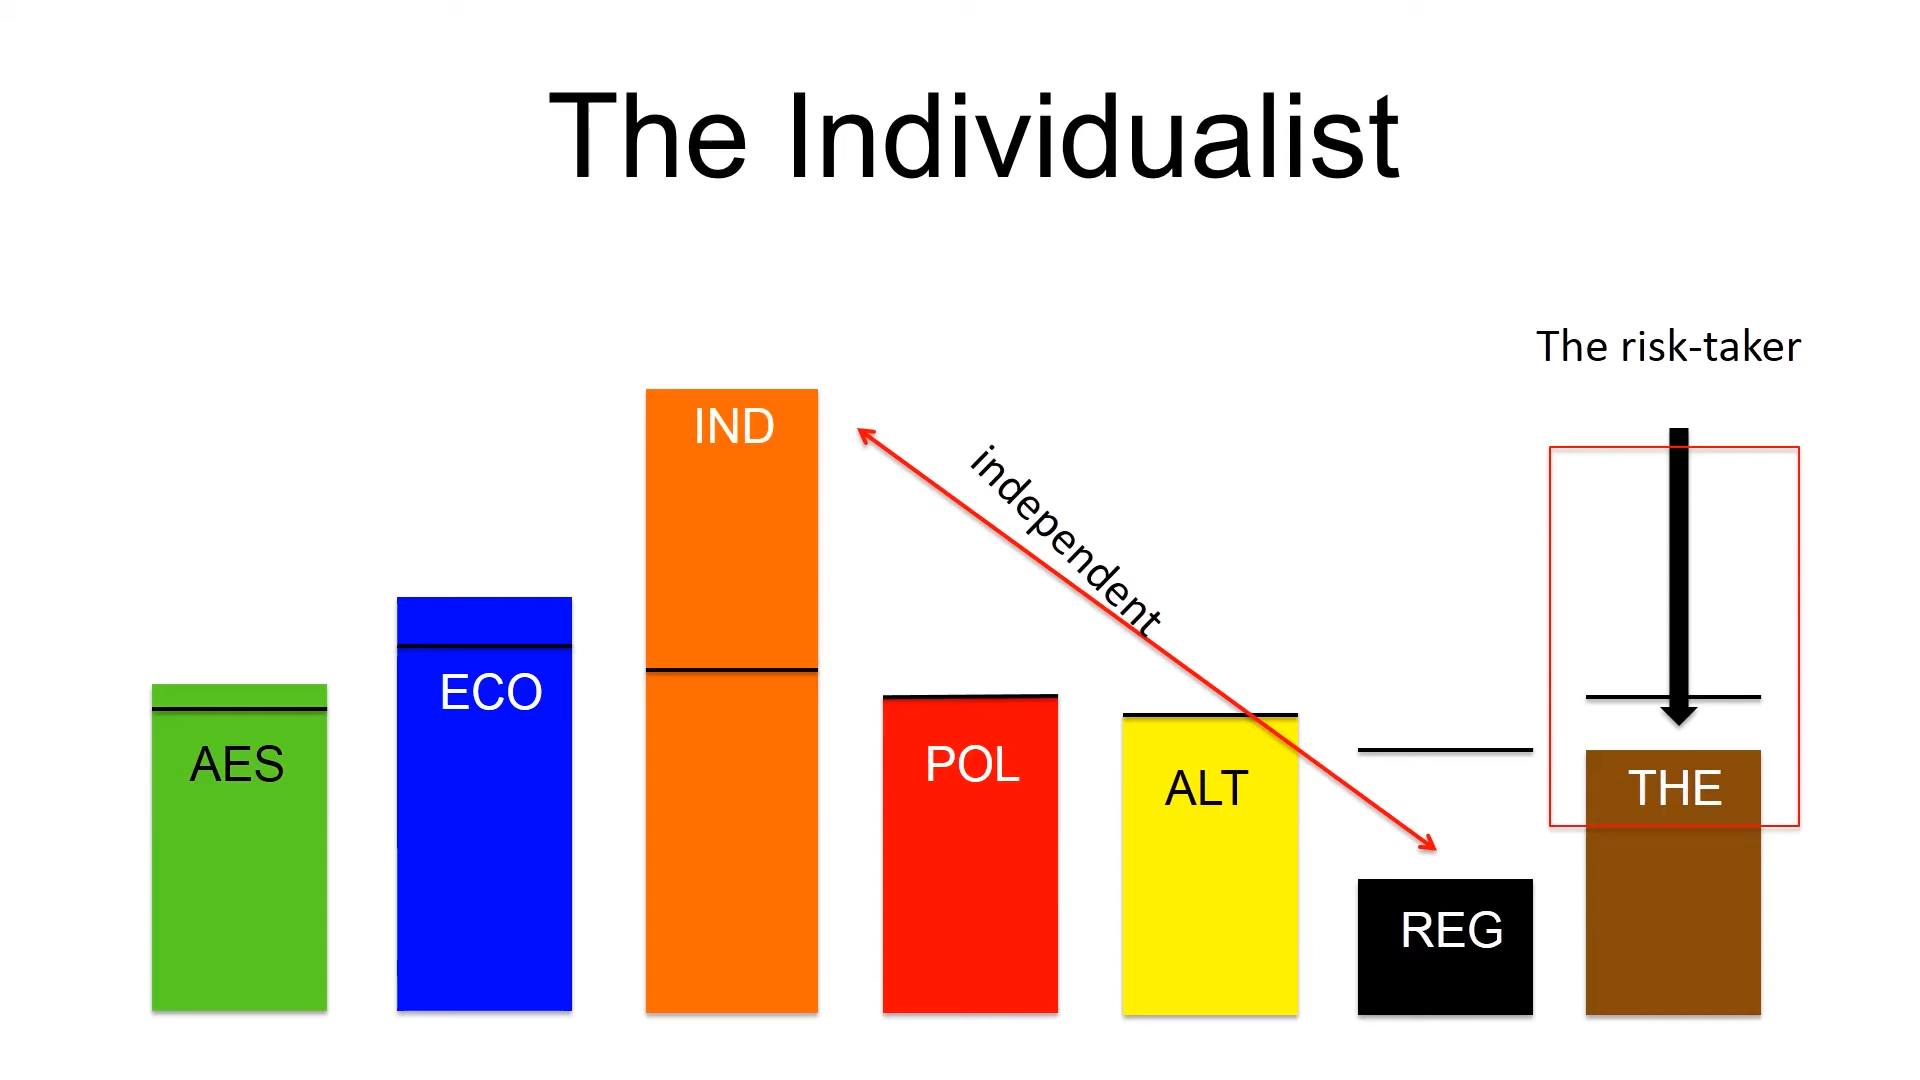 The Individualist
The risk-taker
IND
independent
ECO
AES
POL
ALT
THE
REG